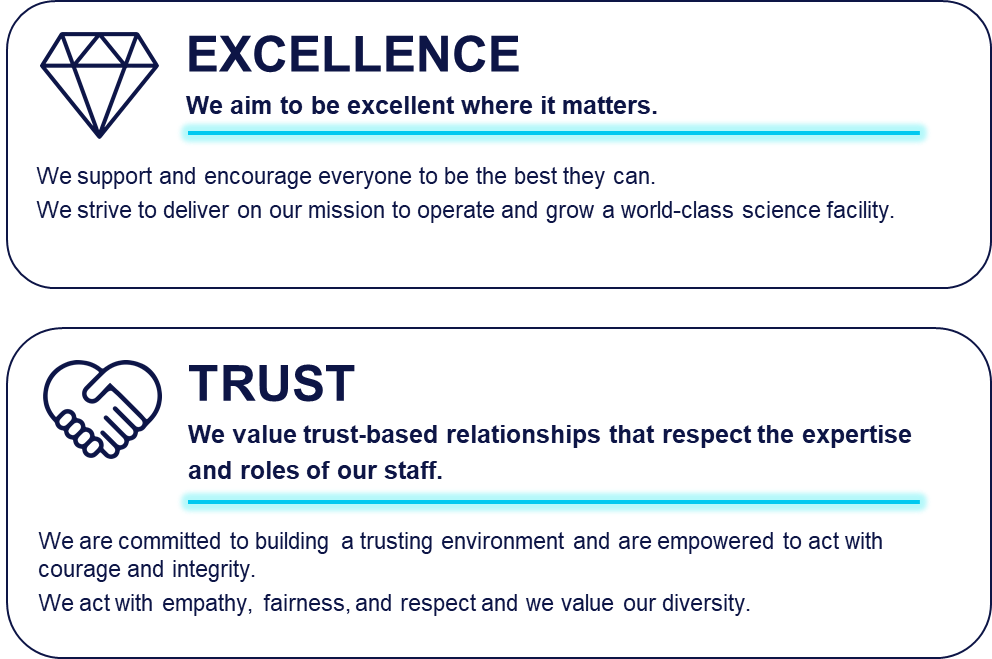 EXCELLENCE
We aim to be excellent where it matters.
We support and encourage everyone to be the best they can.
We strive to deliver on our mission to operate and grow a world-class science facility.
TRUST
We value trust-based relationships that respect the expertise
and roles of our staff.
We are committed to building a trusting environment and are empowered to act with
courage and integrity.
We act with empathy, fairness, and respect and we value our diversity.